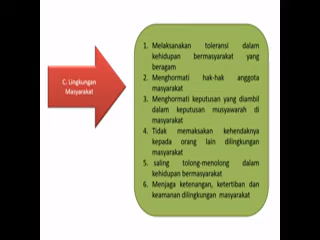 C. Lingkungan
Masyarakat
1. Melaksanakan toleransi dalam
kehidupan bermasyarakat yang
beragam
2. Menghormati hak-hak anggota
masyarakat
3. Menghormati keputusan yang diambil
dalam keputusan musyawarah di
masyarakat
4. Tidak memaksakan kehendaknya
kepada orang lain dilingkungan
masyarakat
5. saling tolong-menolong dalam
kehidupan bermasyarakat
6. Menjaga ketenangan, ketertiban dan
keamanan dilingkungan masyarakat